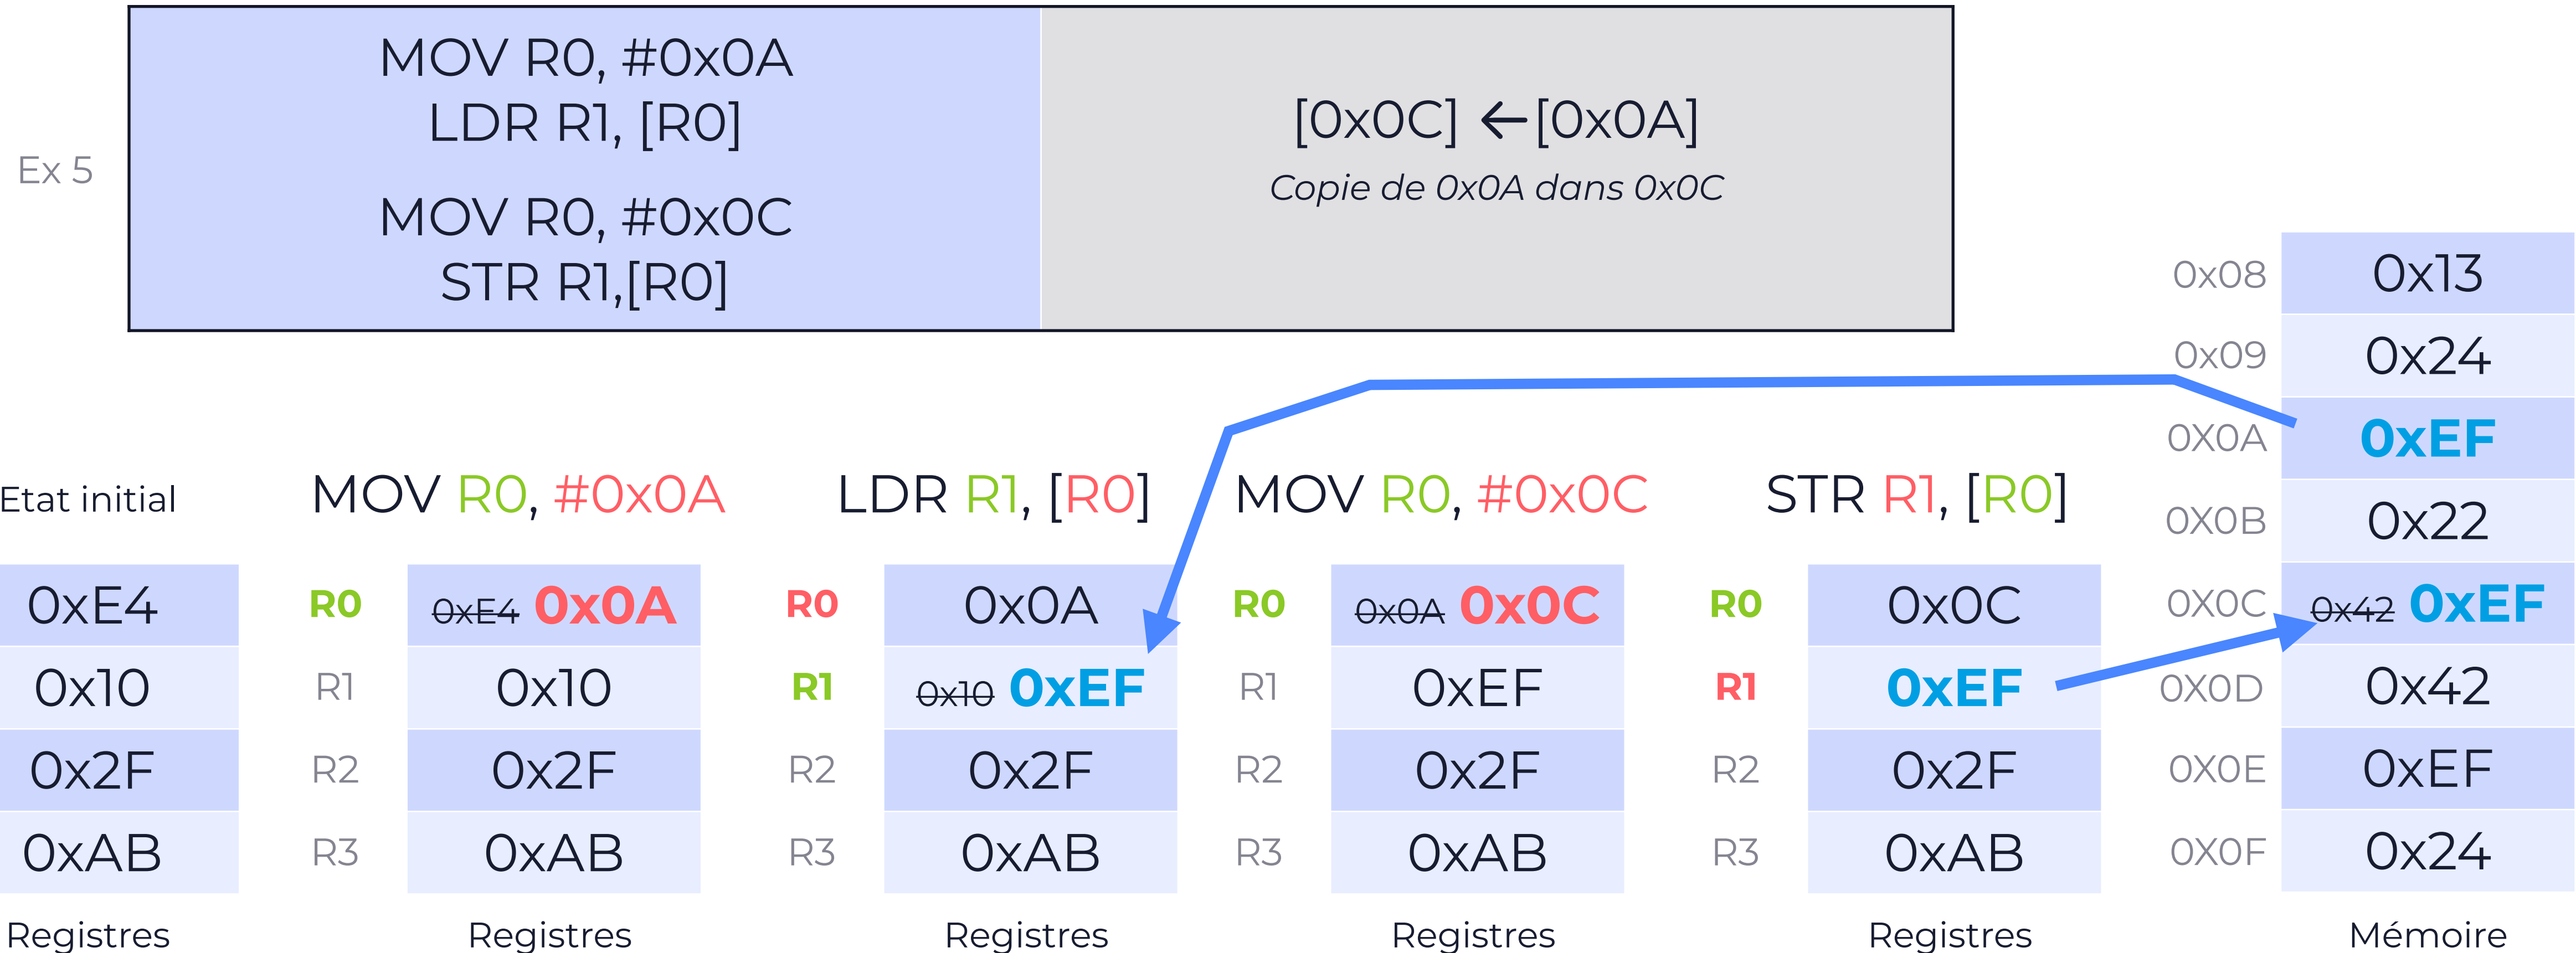 Ex 5
MOV R0, #0x0A
LDR R1, [R0]
MOV R0, #0x0C
STR R1,[R0]
[0x0C] ←[0x0A]
Copie de 0x0A dans 0x0C
Etat initial
0xE4
0x10
0x2F
0xAB
Registres
MOV R0, #0x0A
R0 0xE4 0x0A
R1 0x10
R2 0x2F
R3 0xAB
Registres
LDR R1, [R0]
R0 0x0A
R1 0x10 0xEF
R2 0x2F
R3 0xAB
Registres
MOV R0, #0x0C
R0 0x0A 0x0C
R1 0xEF
R2 0x2F
R3 0xAB
Registres
STR R1, [R0]
R0 0x0C
R1 0xEF
R2 0x2F
R3 0xAB
Registres
0x08 0x13
0x09 0x24
0X0A 0xEF
0X0B 0x22
0X0C 0x42 0xEF
0X0D 0x42
0X0E 0xEF
0X0F 0x24
Mémoire